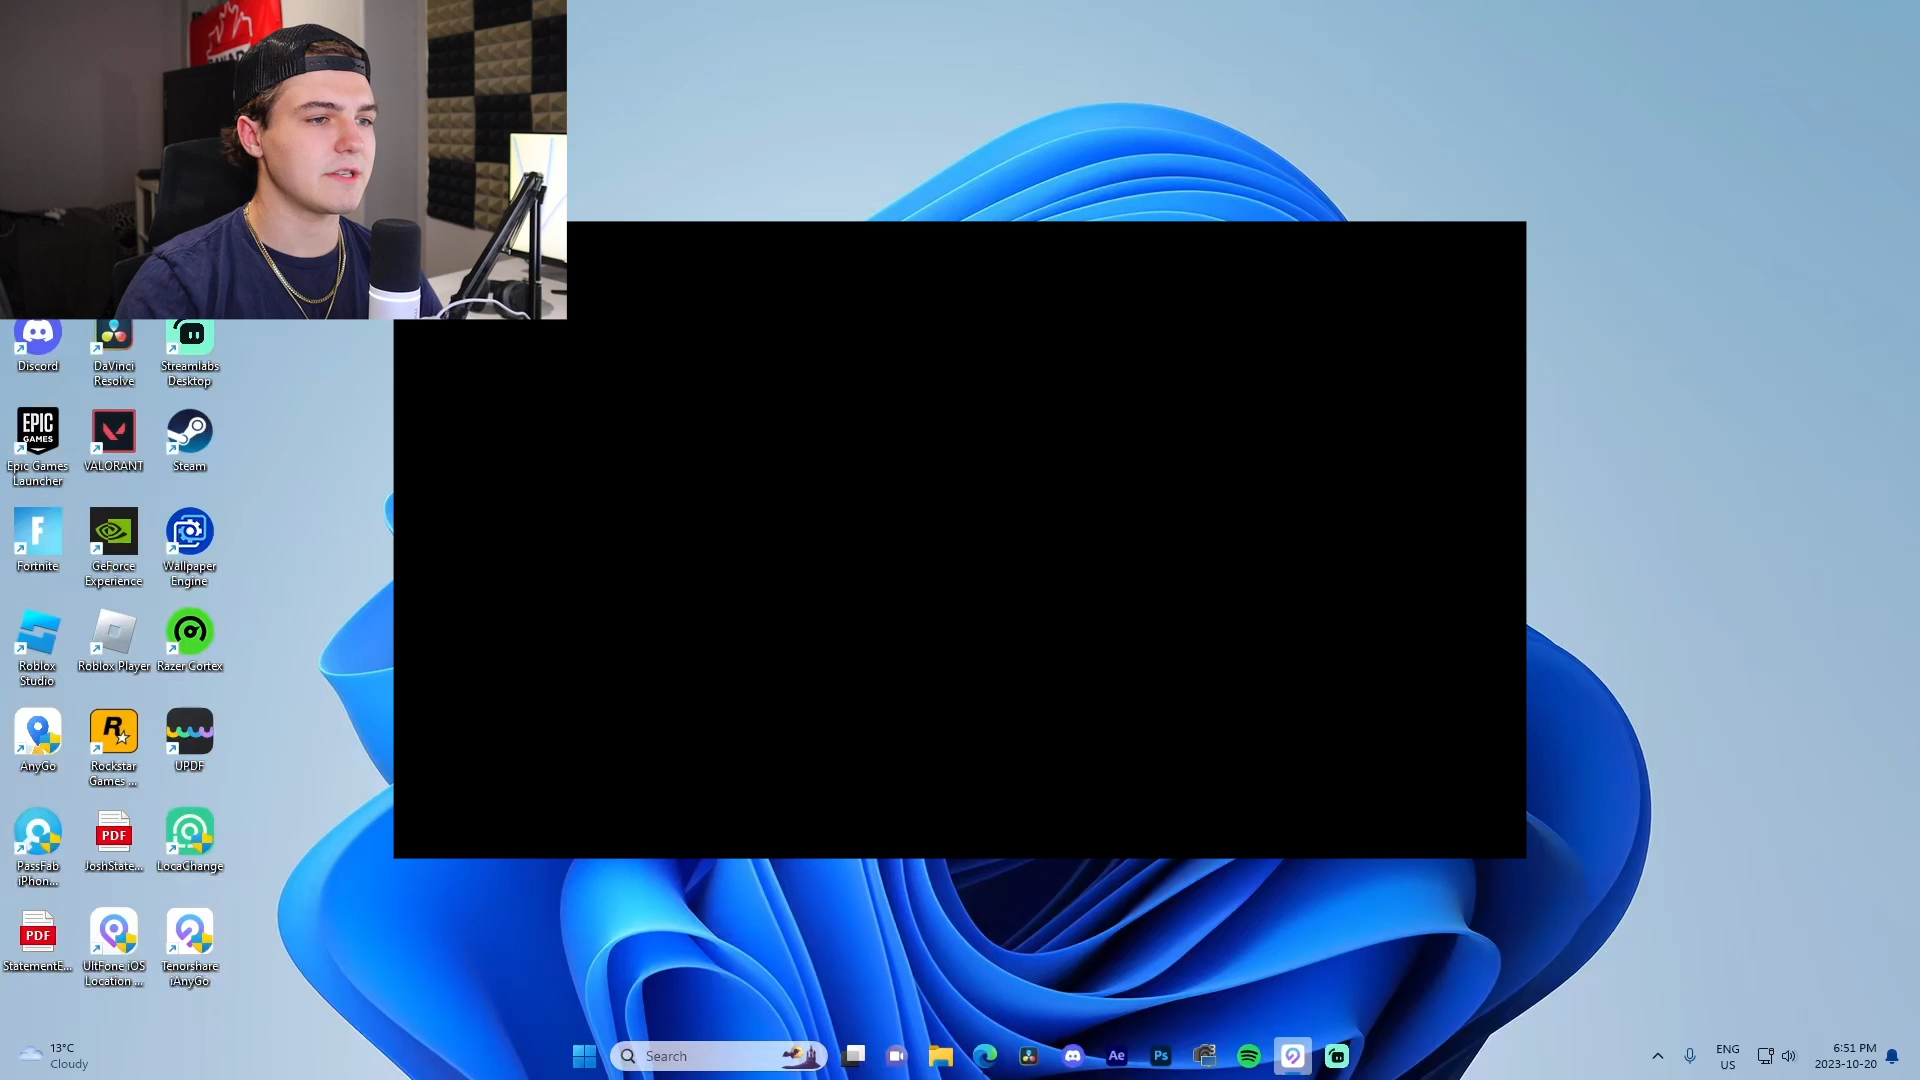 Discord
DaVinci
Resolve
Streamlabs
Desktop
EPIC
GAMES
Epic Games
Launcher
VALORANT
Steam
F
Fortnite
GeForce
Experience
Wallpaper
Engine
Roblox
Studio
Roblox Player
Razer Cortex
AnyGo
R
Rockstar
Games ...
UPDF
PassFab
iPhon...
PDF
JoshState...
LocaChange
PDF
StatementE...
UltFone iOS
Location ...
Tenorshare
iAnyGo
13°C
Cloudy
Search
Ae
Ps
ENG
US
6:51 PM
2023-10-20